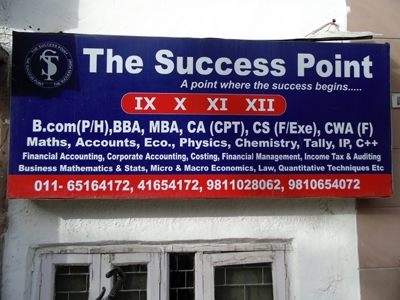 The Success Point
A point where the success begins.....
IX X XI XII
B.com(P/H),BBA, MBA, CA (CPT), CS (F/Exe), CWA (F)
Maths, Accounts, Eco., Physics, Chemistry, Tally, IP, C++
Financial Accounting, Corporate Accounting, Costing, Financial Management, Income Tax & Auditing
Business Mathematics & Stats, Micro & Macro Economics, Law, Quantitative Techniques Etc
011- 65164172, 41654172, 9811028062, 9810654072